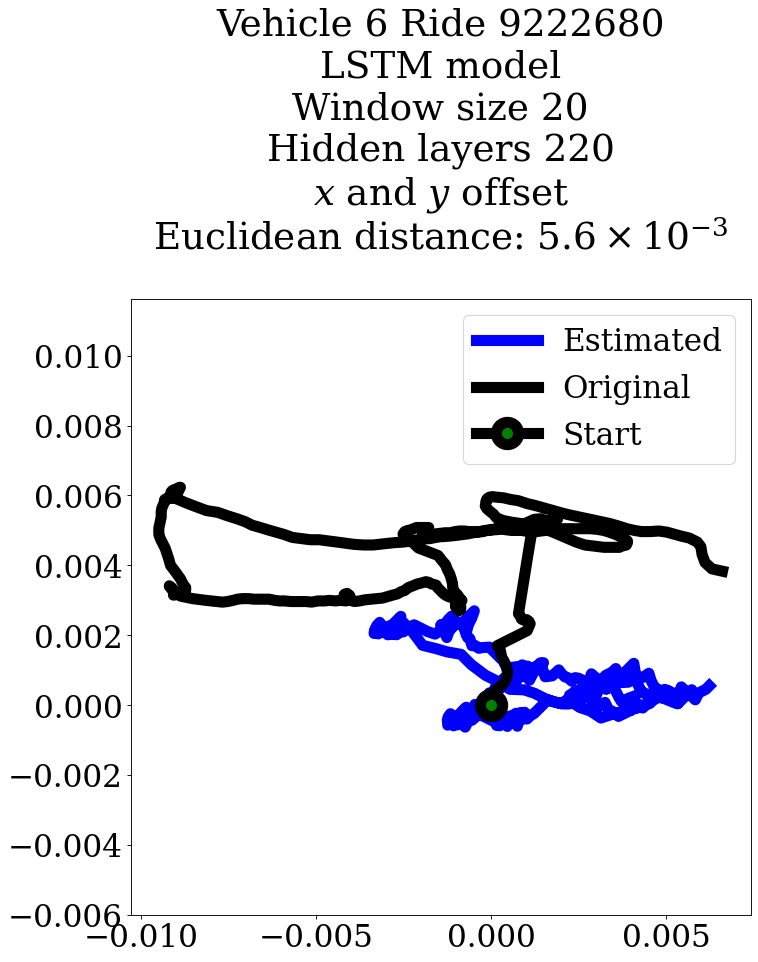 Vehicle 6 Ride 9222680
LSTM model
Window size 20
Hidden layers 220
x and y offset
Euclidean distance: 5.6 × 10⁻³
Estimated
Original
Start
0.010
0.008
0.006
0.004
0.002
0.000
−0.002
−0.004
−0.006
−0.010 −0.005 0.000 0.005